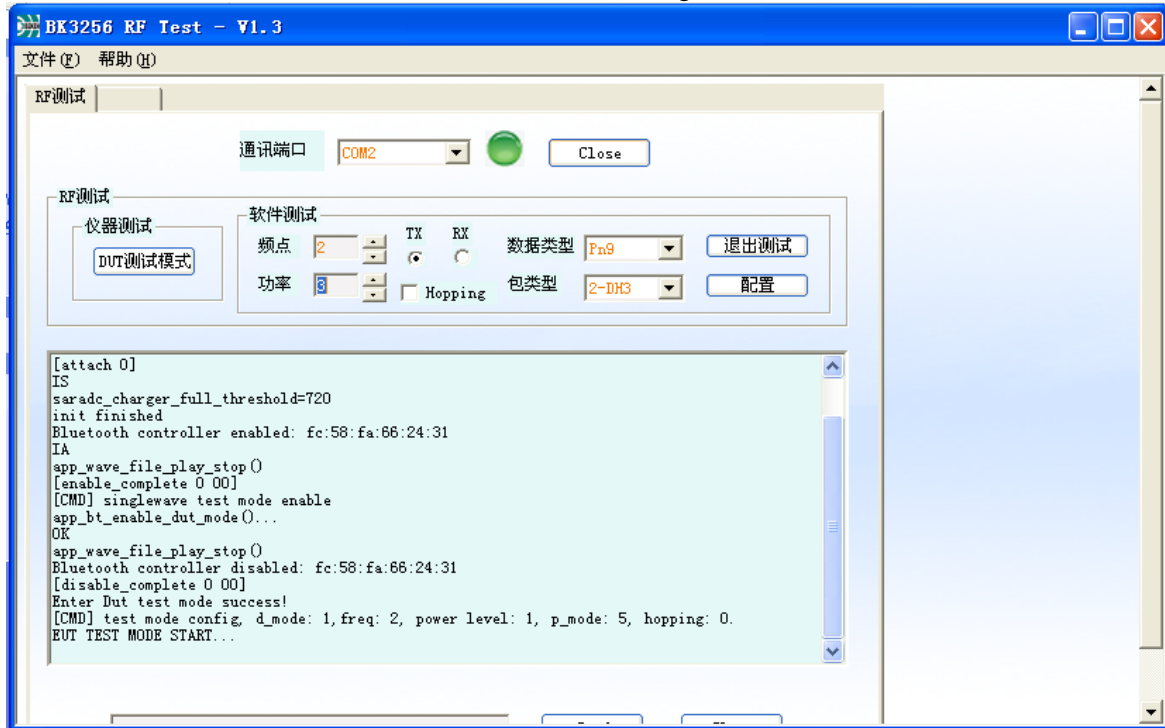 BK3256 RF Test - V1.3
文件(F) 帮助(H)
RF测试
通讯端口 COM2 Close
RF测试
仪器测试 软件测试
DUT测试模式
频点 2 TX RX 数据类型 Pn9 退出测试
功率 3 Hopping 包类型 2-DH3 配置
[attach 0]
IS
saradc_charger_full_threshold=720
init finished
Bluetooth controller enabled: fc:58:fa:66:24:31
IA
app_wave_file_play_stop()
[enable_complete 0 00]
[CMD] singlewave test mode enable
app_bt_enable_dut_mode()...
OK
app_wave_file_play_stop()
Bluetooth controller disabled: fc:58:fa:66:24:31
[disable_complete 0 00]
Enter Dut test mode success!
[CMD] test mode config, d_mode: 1,freq: 2, power level: 1, p_mode: 5, hopping: 0.
EUT TEST MODE START...